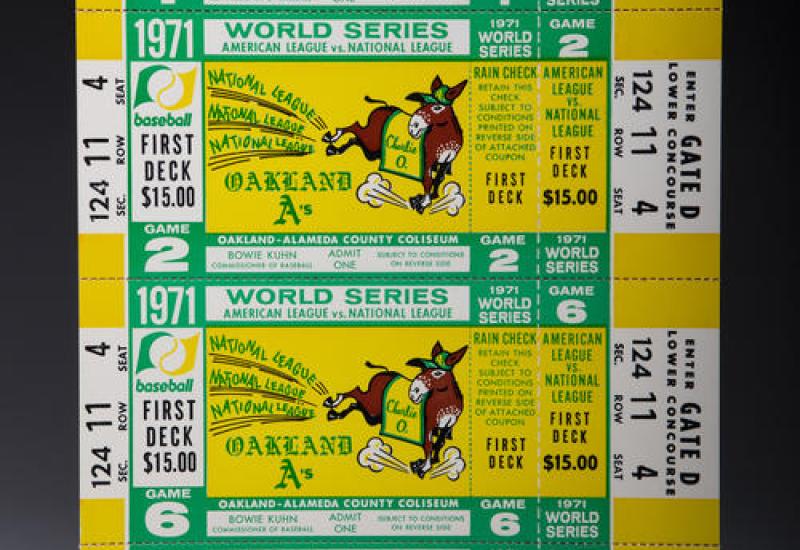 WORLD SERIES
1971
WORLD SERIES
AMERICAN LEAGUE vs. NATIONAL LEAGUE
1971
WORLD
SERIES
GAME
2
4 SEAT
11 ROW
124 SEC.
baseball
FIRST
DECK
$15.00
GAME
2
NATIONAL LEAGUE
NATIONAL LEAGUE
NATIONAL LEAGUE
Charlie
O.
OAKLAND
A's
RAIN CHECK
RETAIN THIS
CHECK
SUBJECT TO
CONDITIONS
PRINTED ON
REVERSE SIDE
OF ATTACHED
COUPON
FIRST
DECK
AMERICAN
LEAGUE
VS.
NATIONAL
LEAGUE
FIRST
DECK
$15.00
OAKLAND-ALAMEDA COUNTY COLISEUM
BOWIE KUHN
COMMISSIONER OF BASEBALL
ADMIT
ONE
SUBJECT TO CONDITIONS
ON REVERSE SIDE
GAME
2
1971
WORLD
SERIES
SEC. 124
ROW 11
SEAT 4
ENTER GATE D
LOWER CONCOURSE
1971
WORLD SERIES
AMERICAN LEAGUE vs. NATIONAL LEAGUE
1971
WORLD
SERIES
GAME
6
4 SEAT
11 ROW
124 SEC.
baseball
FIRST
DECK
$15.00
GAME
6
NATIONAL LEAGUE
NATIONAL LEAGUE
NATIONAL LEAGUE
Charlie
O.
OAKLAND
A's
RAIN CHECK
RETAIN THIS
CHECK
SUBJECT TO
CONDITIONS
PRINTED ON
REVERSE SIDE
OF ATTACHED
COUPON
FIRST
DECK
AMERICAN
LEAGUE
VS.
NATIONAL
LEAGUE
FIRST
DECK
$15.00
OAKLAND-ALAMEDA COUNTY COLISEUM
BOWIE KUHN
COMMISSIONER OF BASEBALL
ADMIT
ONE
SUBJECT TO CONDITIONS
ON REVERSE SIDE
GAME
6
1971
WORLD
SERIES
SEC. 124
ROW 11
SEAT 4
ENTER GATE D
LOWER CONCOURSE